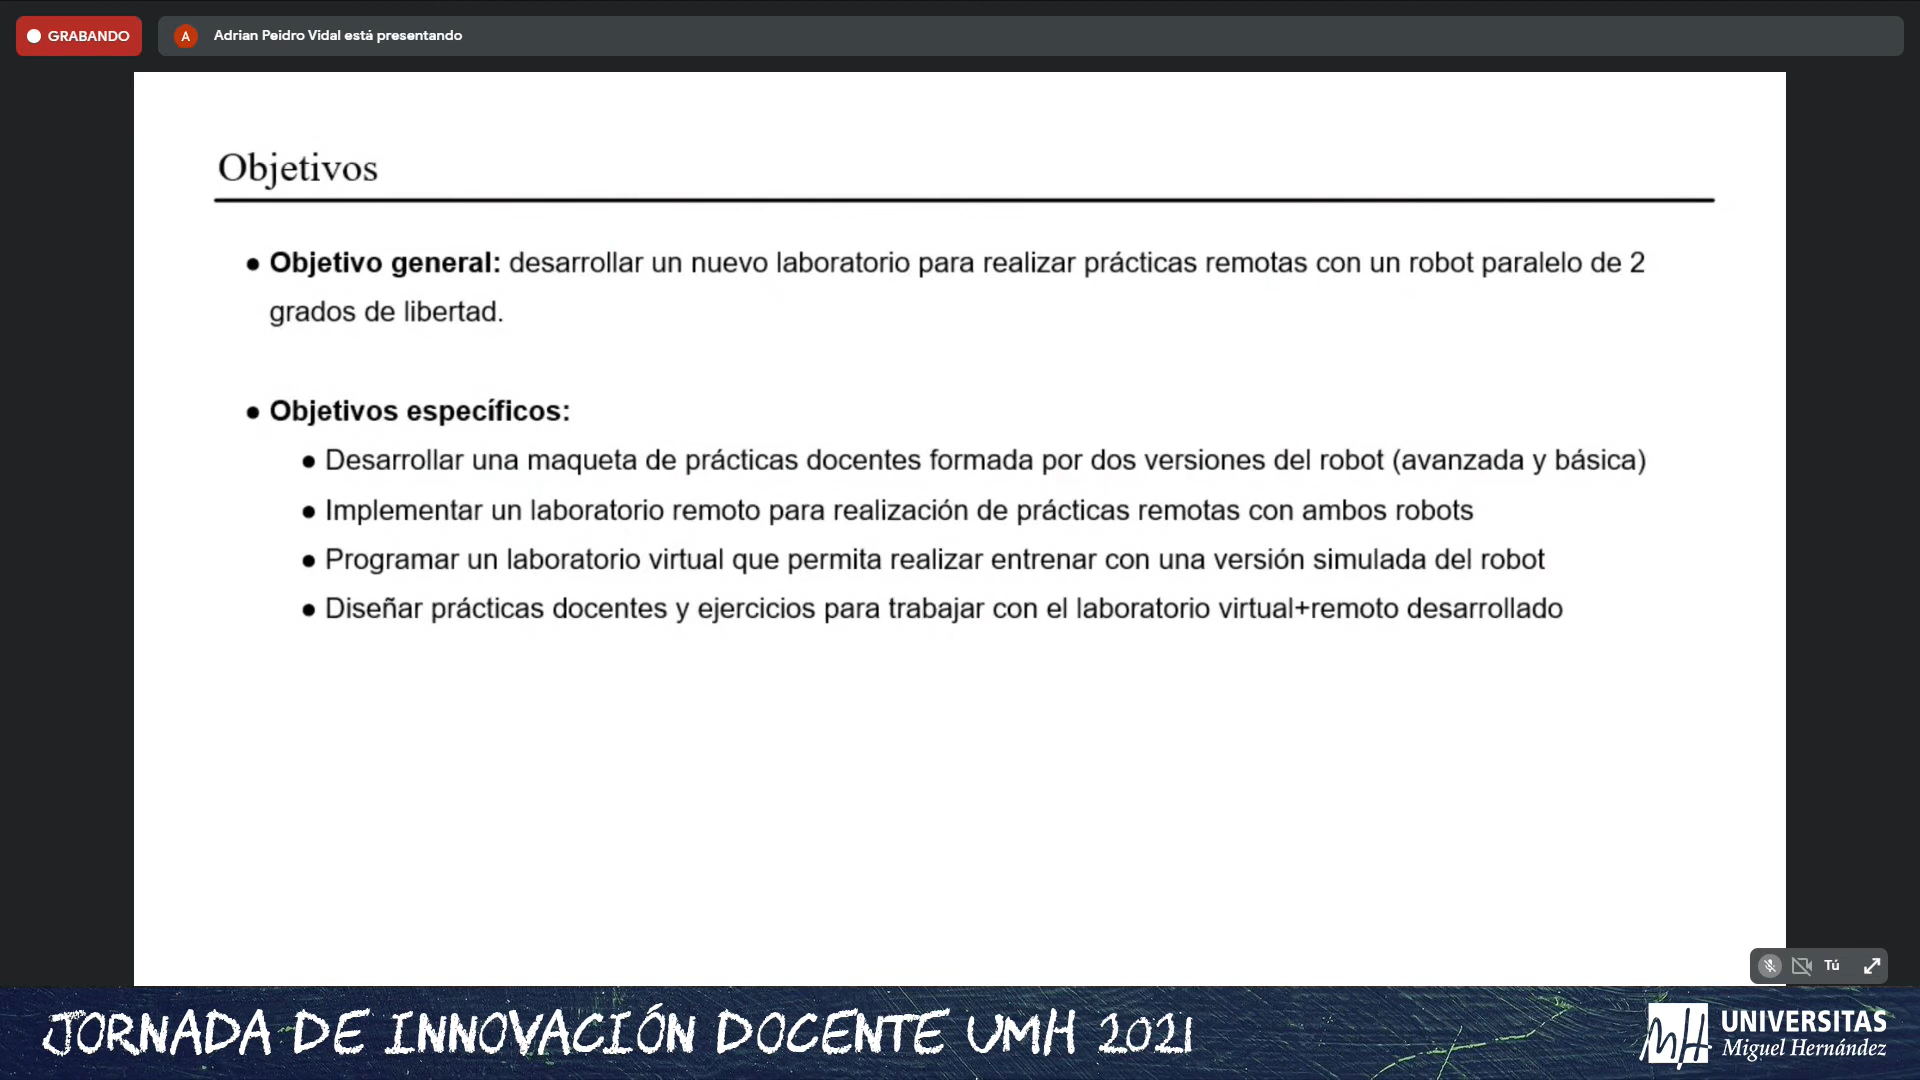 GRABANDO
A
Adrian Peidro Vidal está presentando
Objetivos
● Objetivo general: desarrollar un nuevo laboratorio para realizar prácticas remotas con un robot paralelo de 2
grados de libertad.
● Objetivos específicos:
● Desarrollar una maqueta de prácticas docentes formada por dos versiones del robot (avanzada y básica)
● Implementar un laboratorio remoto para realización de prácticas remotas con ambos robots
● Programar un laboratorio virtual que permita realizar entrenar con una versión simulada del robot
● Diseñar prácticas docentes y ejercicios para trabajar con el laboratorio virtual+remoto desarrollado
Tú
JORNADA DE INNOVACIÓN DOCENTE UMH 2021
MH UNIVERSITAS
Miguel Hernández